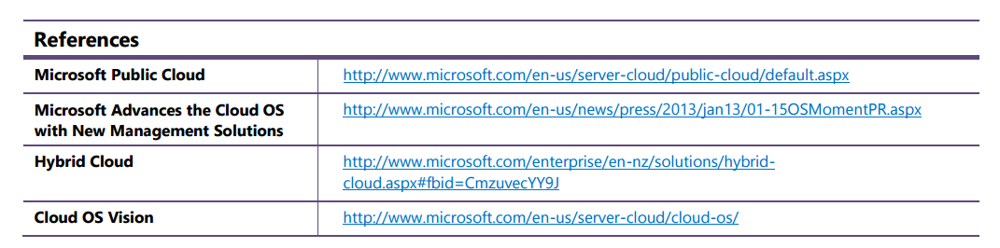 References
Microsoft Public Cloud http://www.microsoft.com/en-us/server-cloud/public-cloud/default.aspx
Microsoft Advances the Cloud OS http://www.microsoft.com/en-us/news/press/2013/jan13/01-15OSMomentPR.aspx
with New Management Solutions
Hybrid Cloud http://www.microsoft.com/enterprise/en-nz/solutions/hybrid-
cloud.aspx#fbid=CmzuvecYY9J
Cloud OS Vision http://www.microsoft.com/en-us/server-cloud/cloud-os/